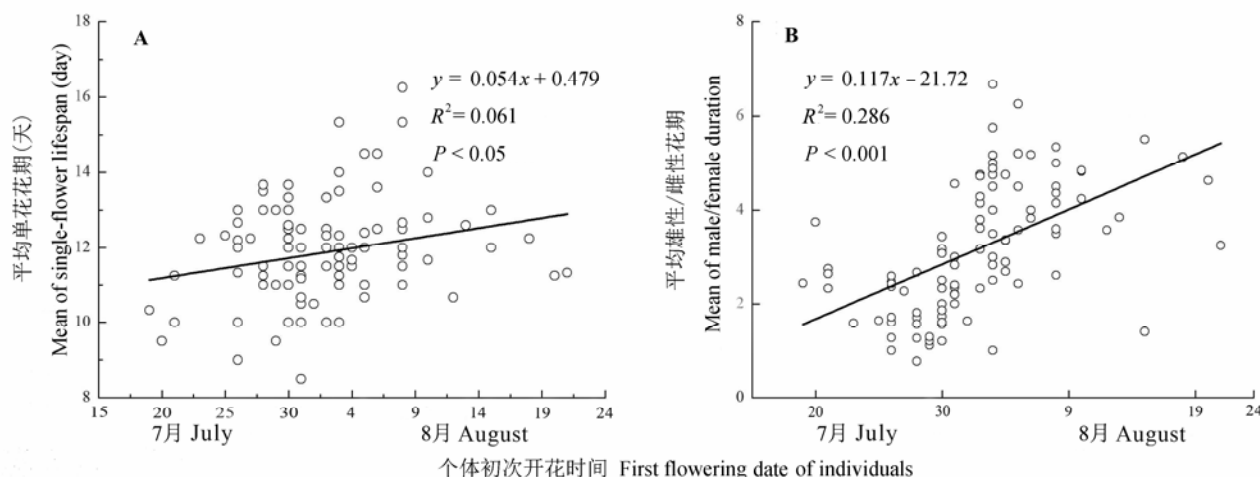 A
y = 0.054x + 0.479
R² = 0.061
P < 0.05
平均单花花期(天)
Mean of single-flower lifespan (day)
18
16
14
12
10
8
15 20 25 30 4 9 14 19 24
7月 July 8月 August
B
y = 0.117x − 21.72
R² = 0.286
P < 0.001
平均雄性/雌性花期
Mean of male/female duration
8
6
4
2
0
20 30 9 19 24
7月 July 8月 August
个体初次开花时间 First flowering date of individuals